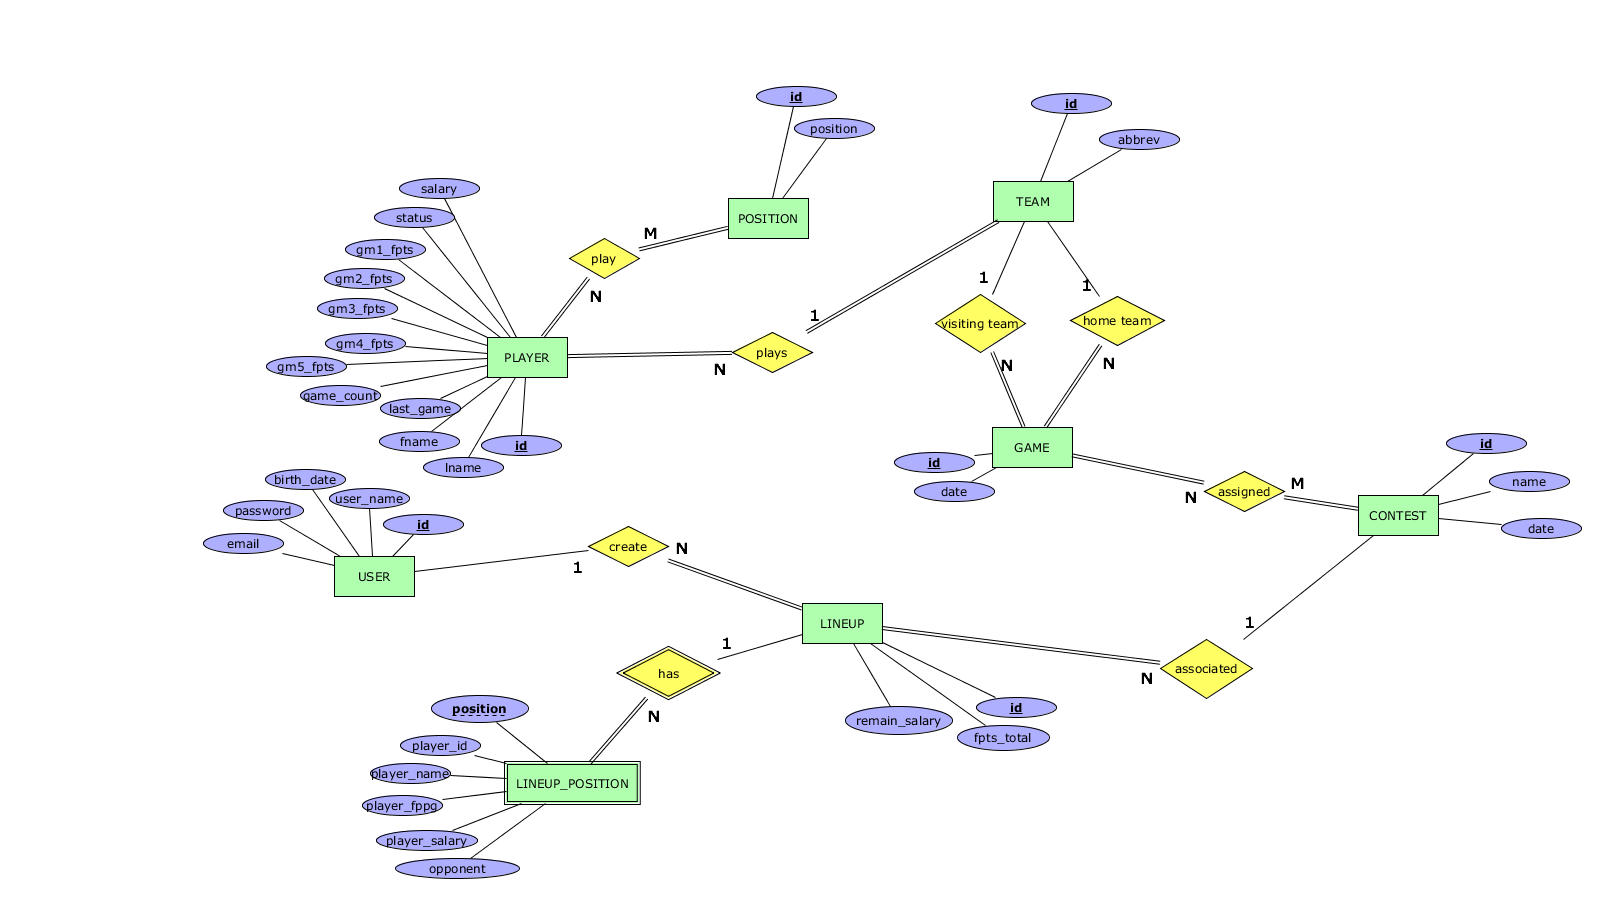 id
position
id
abbrev
salary
status
gm1_fpts
gm2_fpts
gm3_fpts
gm4_fpts
gm5_fpts
game_count
last_game
fname
lname
id
PLAYER
POSITION
TEAM
M
play
N
1
plays
N
1
visiting team
N
1
home team
N
GAME
id
date
N
assigned
M
CONTEST
id
name
date
birth_date
user_name
password
id
email
USER
1
create
N
LINEUP
1
associated
N
1
has
N
remain_salary
id
fpts_total
position
player_id
player_name
player_fppg
player_salary
opponent
LINEUP_POSITION